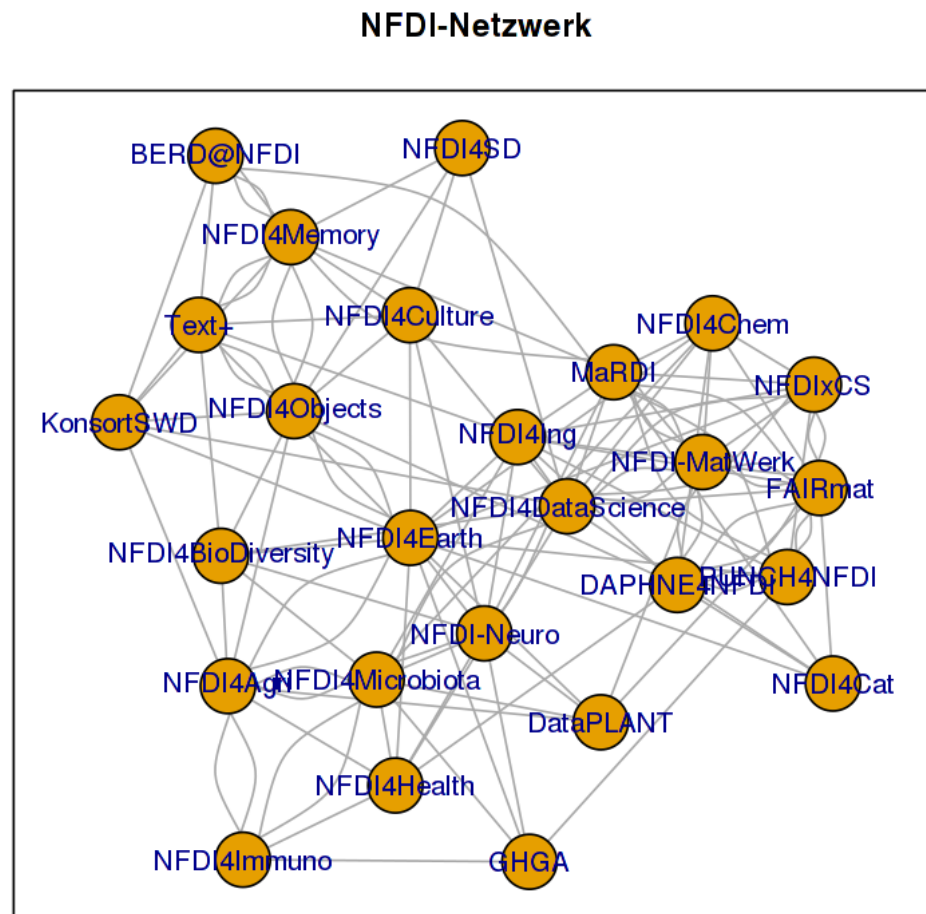 NFDI-Netzwerk
BERD@NFDI
NFDI4SD
NFDI4Memory
Text+
NFDI4Culture
NFDI4Chem
MaRDI
NFDIxCS
KonsortSWD
NFDI4Objects
NFDI4Ing
NFDI-MatWerk
FAIRmat
NFDI4DataScience
NFDI4BioDiversity
NFDI4Earth
DAPHNE4NFDI
PUNCH4NFDI
NFDI-Neuro
NFDI4Agri
NFDI4Microbiota
NFDI4Cat
DataPLANT
NFDI4Health
NFDI4Immuno
GHGA